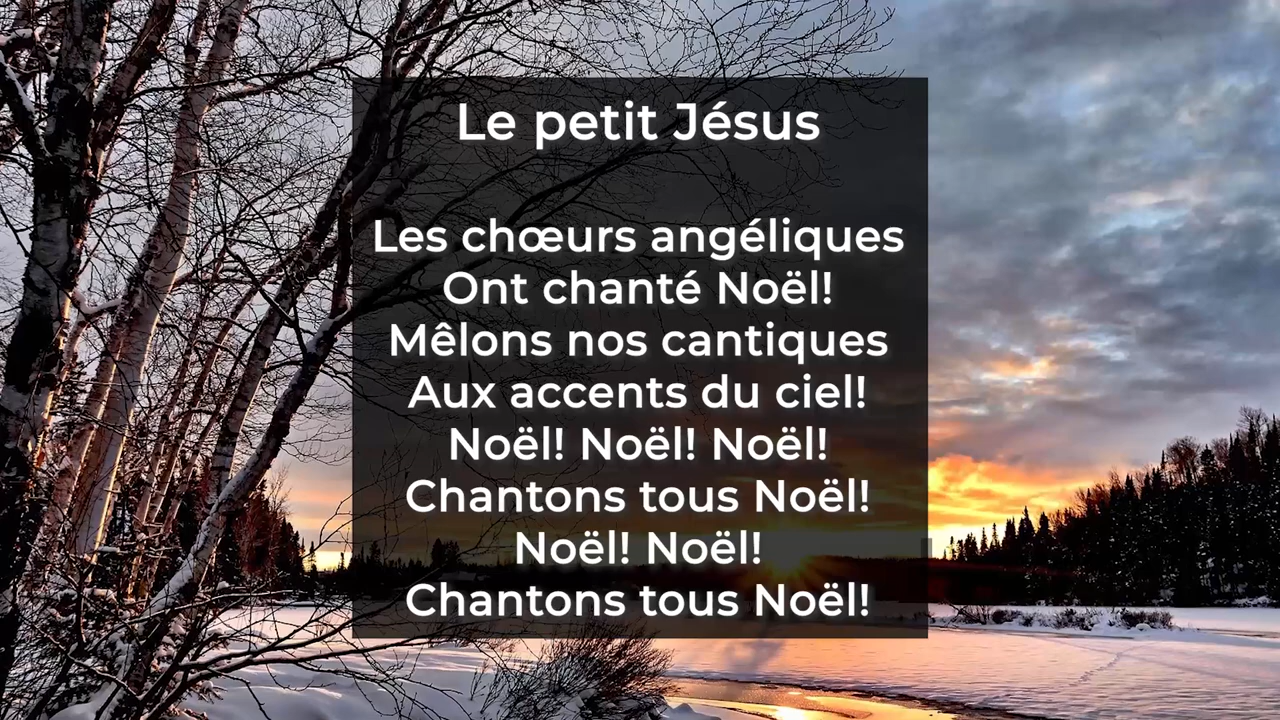 Le petit Jésus
Les chœurs angéliques
Ont chanté Noël!
Mêlons nos cantiques
Aux accents du ciel!
Noël! Noël! Noël!
Chantons tous Noël!
Noël! Noël!
Chantons tous Noël!